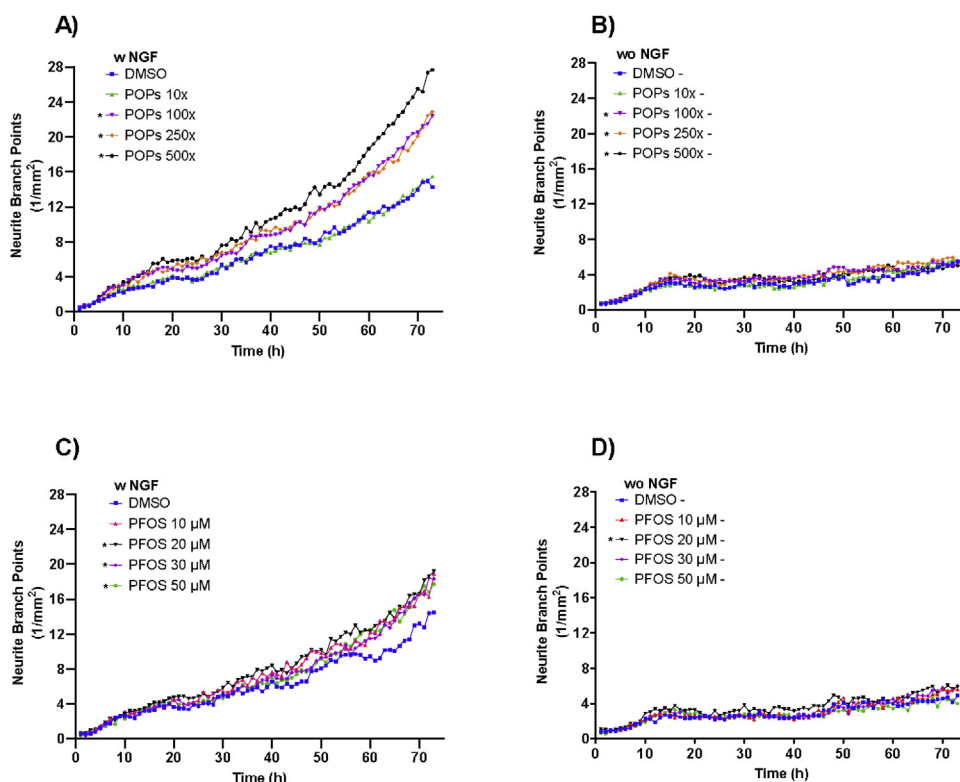 A)
w NGF
DMSO
POPs 10x
* POPs 100x
* POPs 250x
* POPs 500x
Neurite Branch Points
(1/mm²)
28
24
20
16
12
8
4
0
0 10 20 30 40 50 60 70
Time (h)
B)
wo NGF
DMSO -
POPs 10x -
* POPs 100x -
* POPs 250x -
* POPs 500x -
Neurite Branch Points
(1/mm²)
28
24
20
16
12
8
4
0
0 10 20 30 40 50 60 70
Time (h)
C)
w NGF
DMSO
PFOS 10 µM
* PFOS 20 µM
* PFOS 30 µM
* PFOS 50 µM
Neurite Branch Points
(1/mm²)
28
24
20
16
12
8
4
0
0 10 20 30 40 50 60 70
Time (h)
D)
wo NGF
DMSO -
PFOS 10 µM -
* PFOS 20 µM -
PFOS 30 µM -
PFOS 50 µM -
Neurite Branch Points
(1/mm²)
28
24
20
16
12
8
4
0
0 10 20 30 40 50 60 70
Time (h)